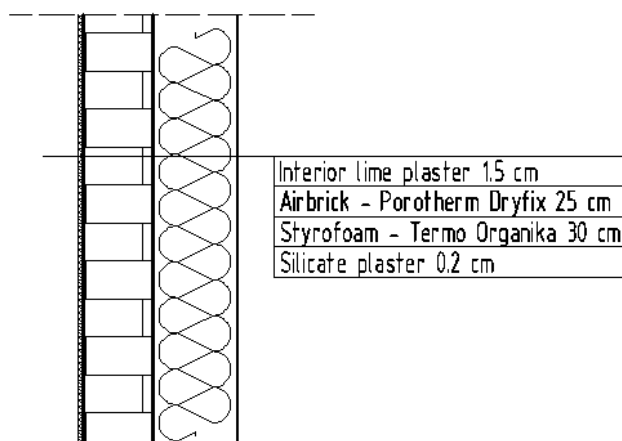 Interior lime plaster 1.5 cm
Airbrick - Porotherm Dryfix 25 cm
Styrofoam - Termo Organika 30 cm
Silicate plaster 0.2 cm